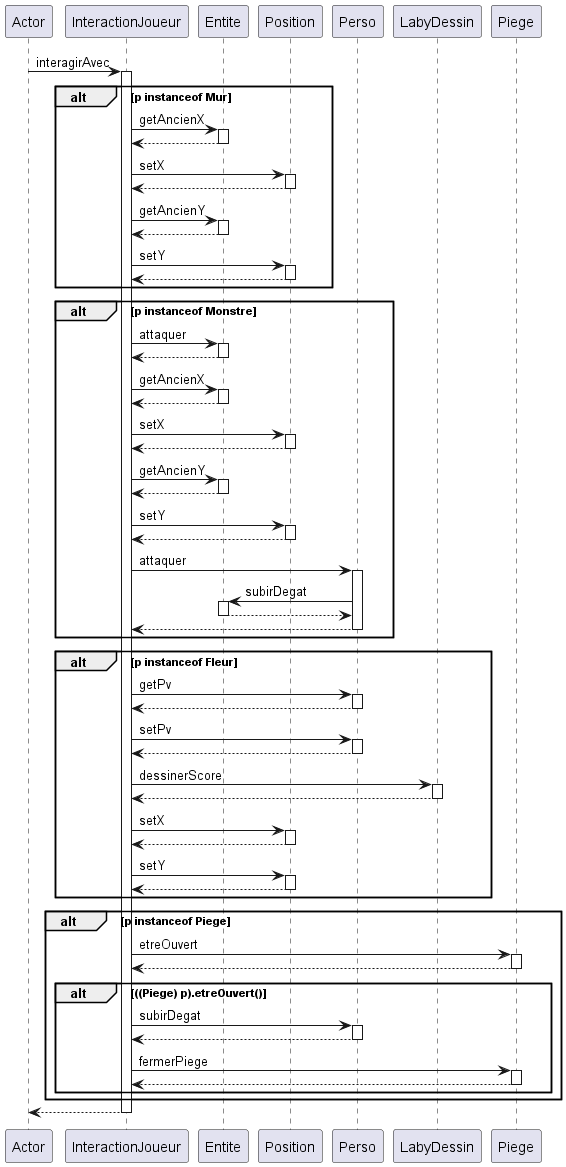 Actor InteractionJoueur Entite Position Perso LabyDessin Piege
interagirAvec
alt [p instanceof Mur]
getAncienX
setX
getAncienY
setY
alt [p instanceof Monstre]
attaquer
getAncienX
setX
getAncienY
setY
attaquer
subirDegat
alt [p instanceof Fleur]
getPv
setPv
dessinerScore
setX
setY
alt [p instanceof Piege]
etreOuvert
alt [((Piege) p).etreOuvert()]
subirDegat
fermerPiege
Actor InteractionJoueur Entite Position Perso LabyDessin Piege